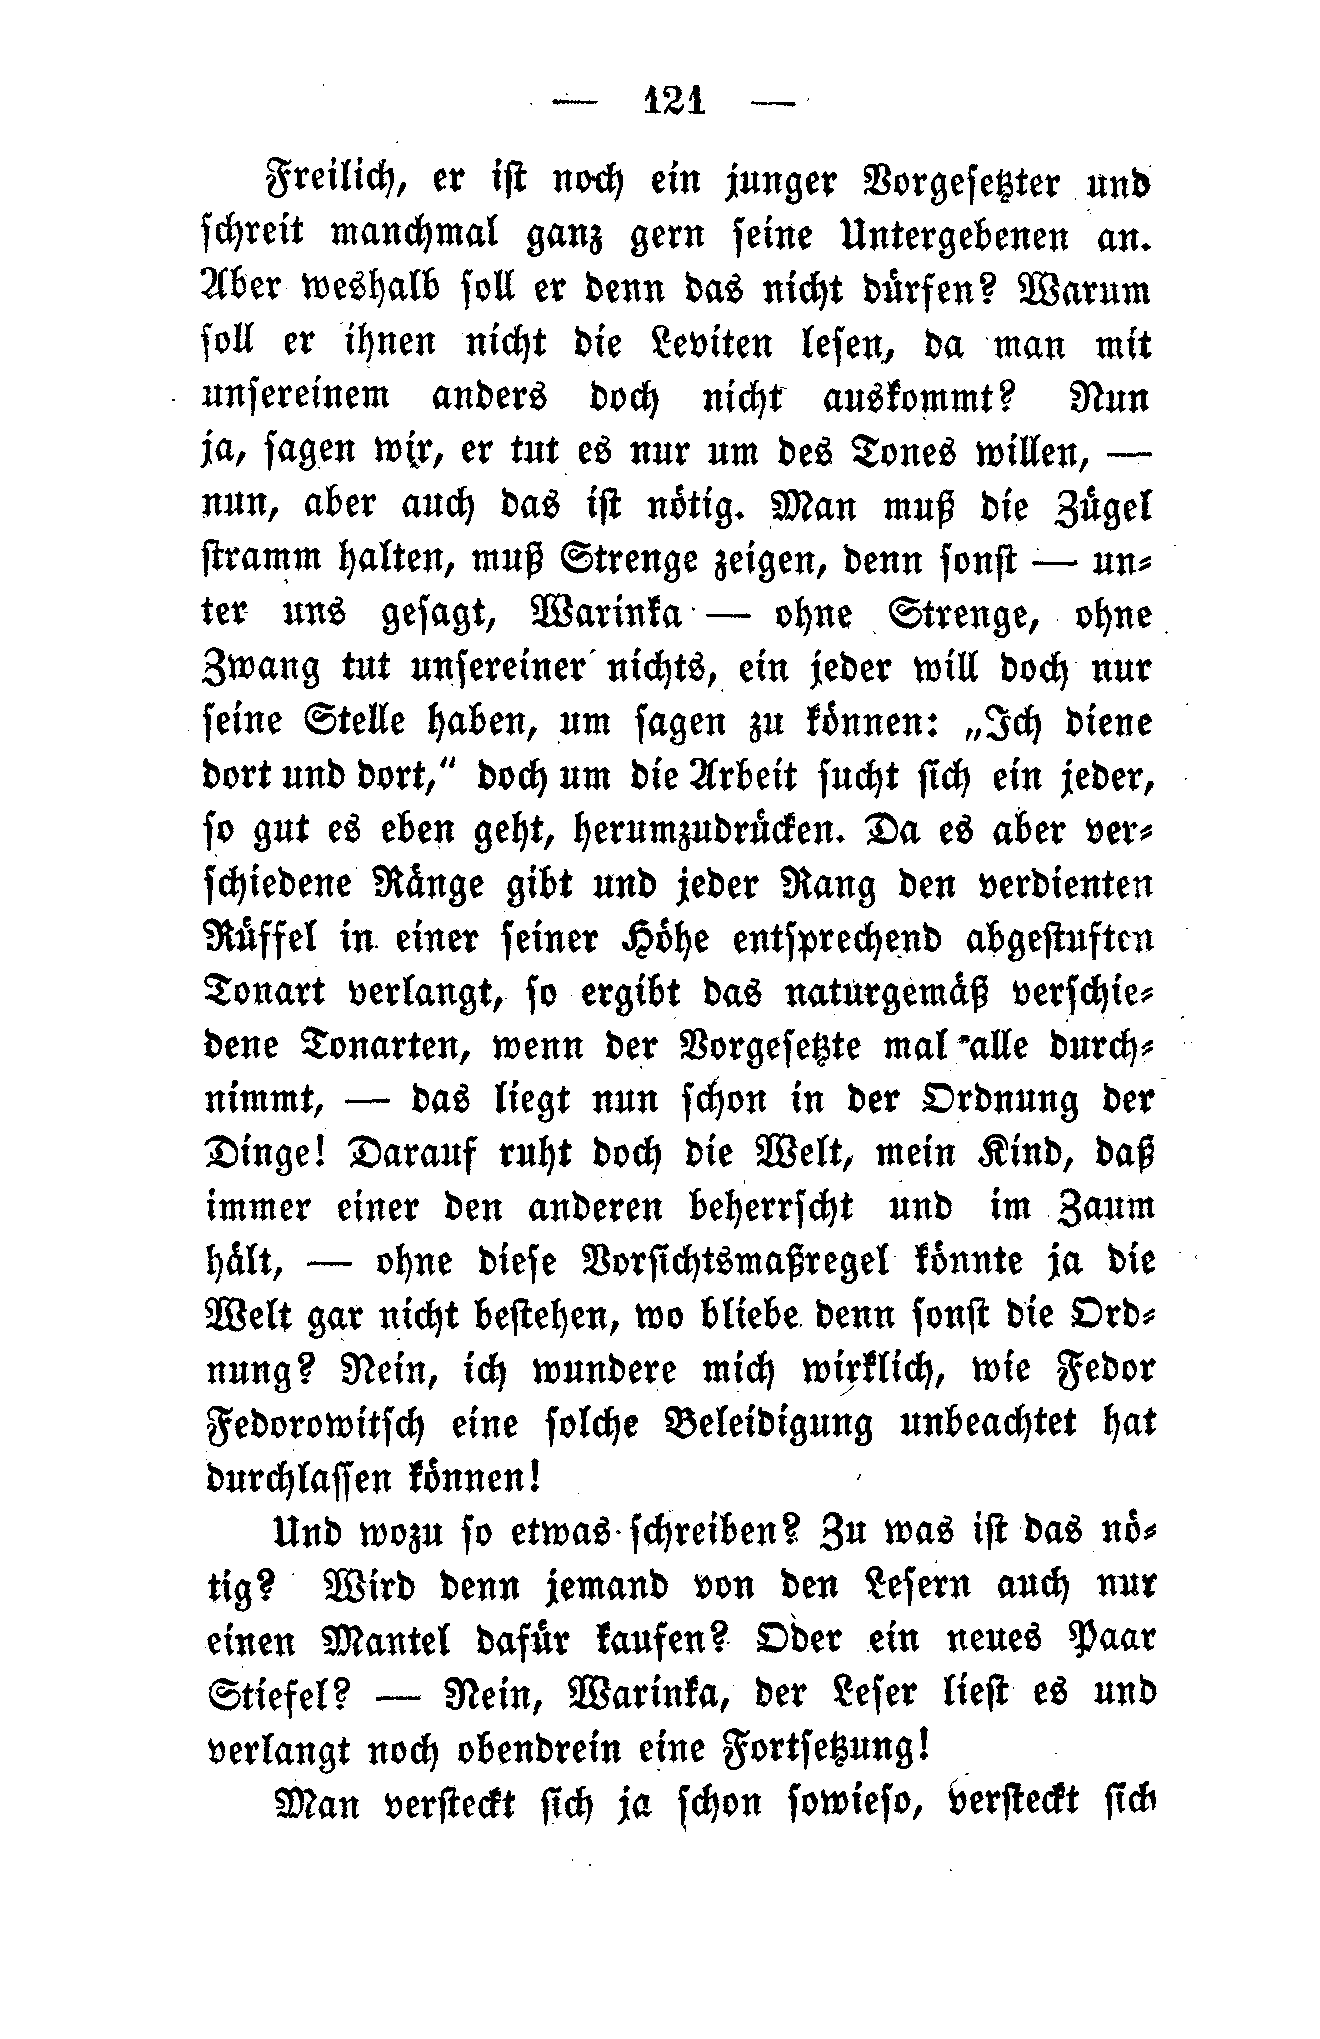 — 121 —
Freilich, er ist noch ein junger Vorgesetzter und
schreit manchmal ganz gern seine Untergebenen an.
Aber weshalb soll er denn das nicht dürfen? Warum
soll er ihnen nicht die Leviten lesen, da man mit
unsereinem anders doch nicht auskommt? Nun
ja, sagen wir, er tut es nur um des Tones willen, —
nun, aber auch das ist nötig. Man muß die Zügel
stramm halten, muß Strenge zeigen, denn sonst — un-
ter uns gesagt, Warinka — ohne Strenge, ohne
Zwang tut unsereiner nichts, ein jeder will doch nur
seine Stelle haben, um sagen zu können: „Ich diene
dort und dort,“ doch um die Arbeit sucht sich ein jeder,
so gut es eben geht, herumzudrücken. Da es aber ver-
schiedene Ränge gibt und jeder Rang den verdienten
Rüffel in einer seiner Höhe entsprechend abgestuften
Tonart verlangt, so ergibt das naturgemäß verschie-
dene Tonarten, wenn der Vorgesetzte mal alle durch-
nimmt, — das liegt nun schon in der Ordnung der
Dinge! Darauf ruht doch die Welt, mein Kind, daß
immer einer den anderen beherrscht und im Zaum
hält, — ohne diese Vorsichtsmaßregel könnte ja die
Welt gar nicht bestehen, wo bliebe denn sonst die Ord-
nung? Nein, ich wundere mich wirklich, wie Fedor
Fedorowitsch eine solche Beleidigung unbeachtet hat
durchlassen können!
Und wozu so etwas schreiben? Zu was ist das nö-
tig? Wird denn jemand von den Lesern auch nur
einen Mantel dafür kaufen? Oder ein neues Paar
Stiefel? — Nein, Warinka, der Leser liest es und
verlangt noch obendrein eine Fortsetzung!
Man versteckt sich ja schon sowieso, versteckt sich